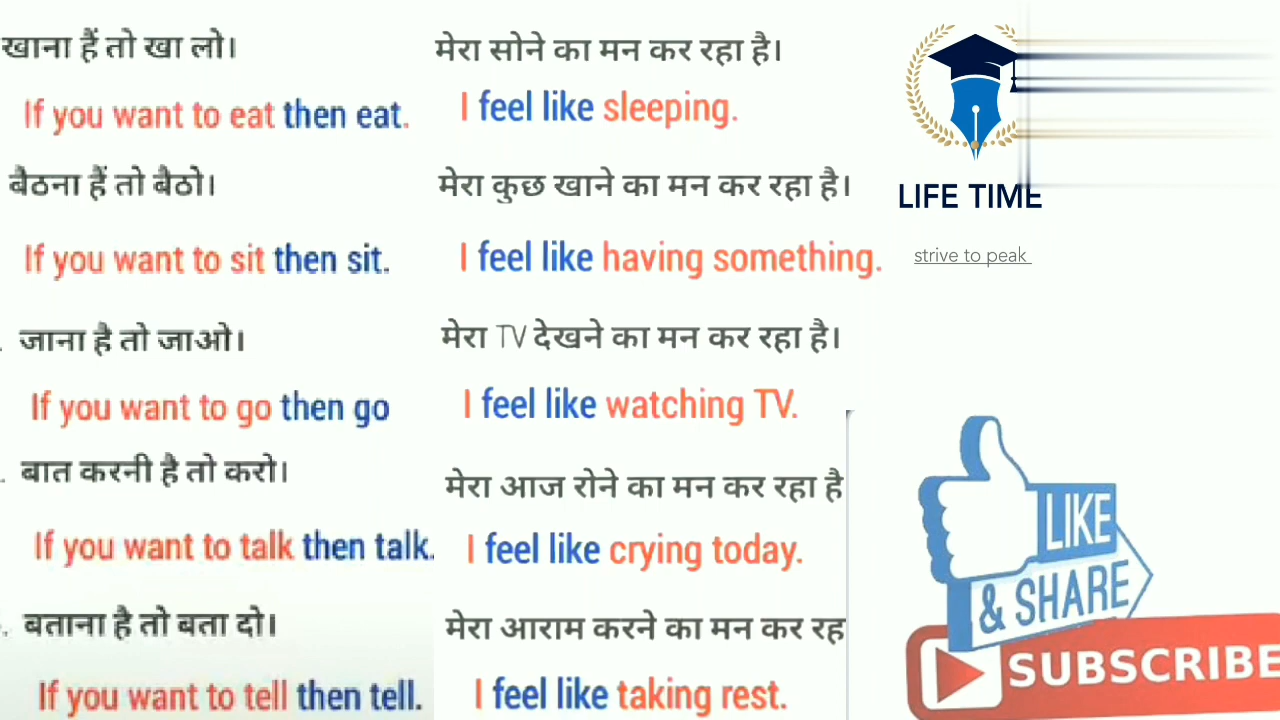 खाना हैं तो खा लो।
If you want to eat then eat.
बैठना हैं तो बैठो।
If you want to sit then sit.
जाना है तो जाओ।
If you want to go then go
बात करनी है तो करो।
If you want to talk then talk.
बताना है तो बता दो।
If you want to tell then tell.
मेरा सोने का मन कर रहा है।
I feel like sleeping.
मेरा कुछ खाने का मन कर रहा है।
I feel like having something.
मेरा TV देखने का मन कर रहा है।
I feel like watching TV.
मेरा आज रोने का मन कर रहा है
I feel like crying today.
मेरा आराम करने का मन कर रह
I feel like taking rest.
LIFE TIME
strive to peak
LIKE
& SHARE
SUBSCRIBE